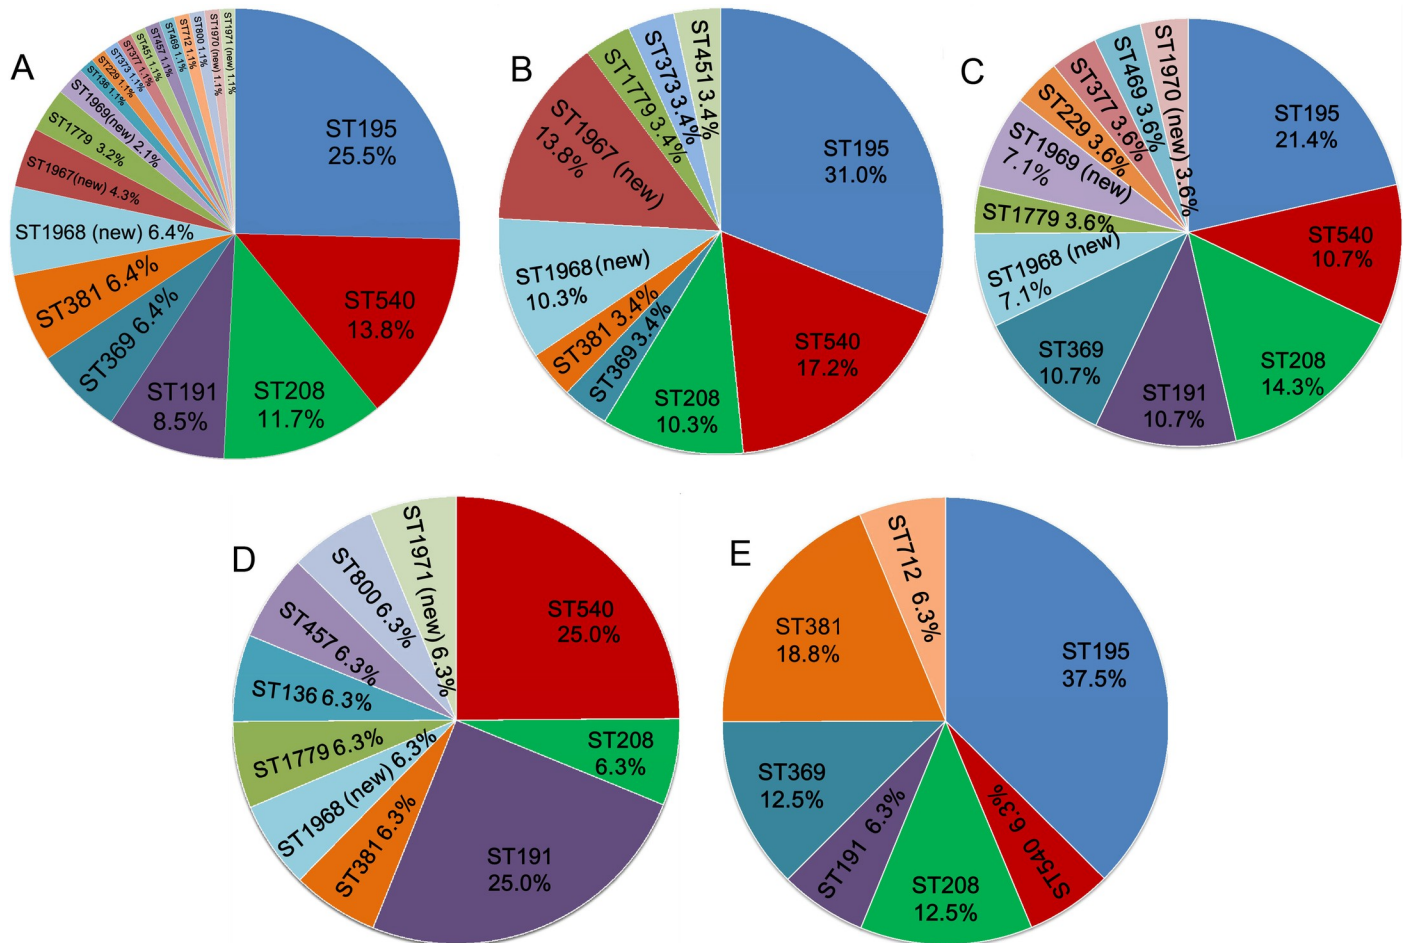 A
ST195
25.5%
ST540
13.8%
ST208
11.7%
ST191
8.5%
ST369 6.4%
ST381 6.4%
ST1968 (new) 6.4%
ST1967(new) 4.3%
ST1779 3.2%
ST1969(new) 2.1%
ST136 1.1%
ST229 1.1%
ST373 1.1%
ST377 1.1%
ST451 1.1%
ST457 1.1%
ST469 1.1%
ST712 1.1%
ST800 1.1%
ST1970 (new) 1.1%
ST1971 (new) 1.1%
B
ST195
31.0%
ST540
17.2%
ST208
10.3%
ST369 3.4%
ST381 3.4%
ST1968 (new)
10.3%
ST1967 (new)
13.8%
ST1779 3.4%
ST373 3.4%
ST451 3.4%
C
ST195
21.4%
ST540
10.7%
ST208
14.3%
ST191
10.7%
ST369
10.7%
ST1968 (new)
7.1%
ST1779 3.6%
ST1969 (new)
7.1%
ST229 3.6%
ST377 3.6%
ST469 3.6%
ST1970 (new) 3.6%
D
ST540
25.0%
ST208
6.3%
ST191
25.0%
ST381 6.3%
ST1968 (new) 6.3%
ST1779 6.3%
ST136 6.3%
ST457 6.3%
ST800 6.3%
ST1971 (new) 6.3%
E
ST195
37.5%
ST540 6.3%
ST208
12.5%
ST191 6.3%
ST369
12.5%
ST381
18.8%
ST712 6.3%